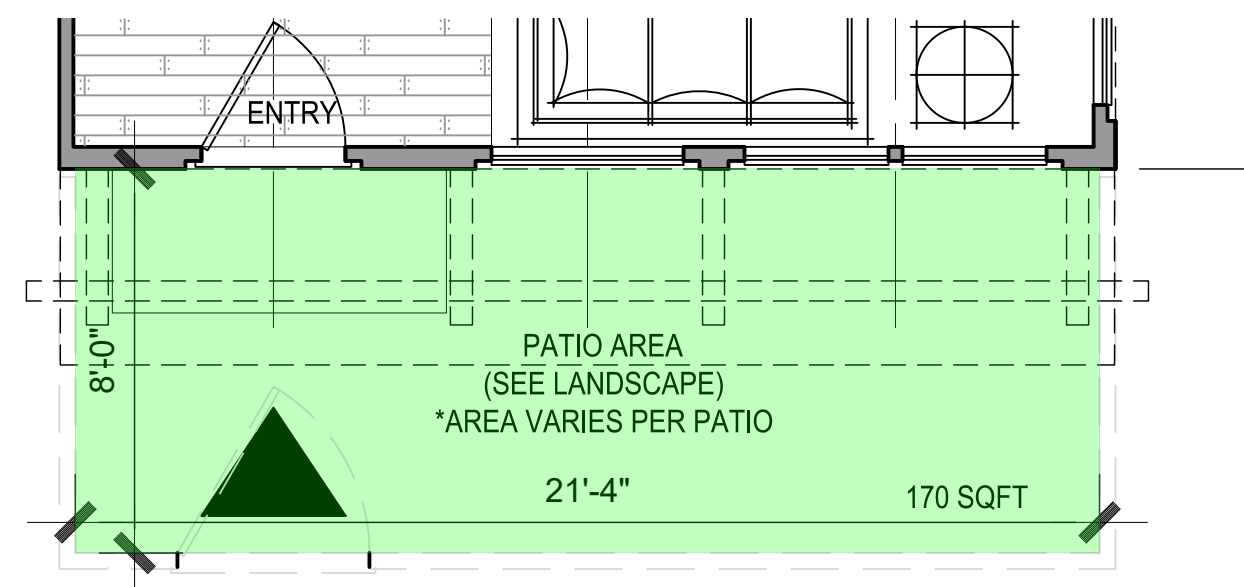 ENTRY
8'-0"
PATIO AREA
(SEE LANDSCAPE)
*AREA VARIES PER PATIO
21'-4"
170 SQFT